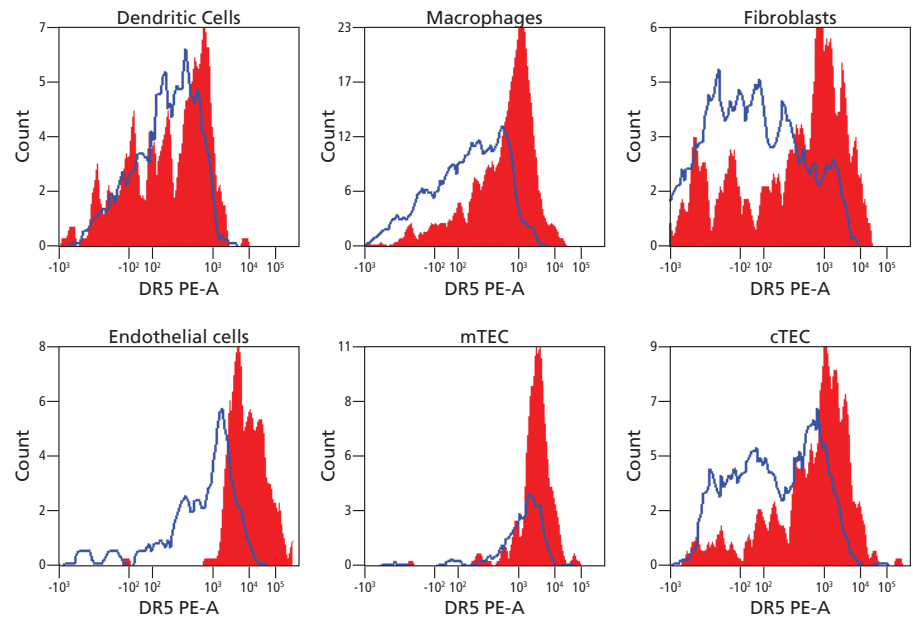 Dendritic Cells
7
5
4
2
0
Count
-10³ -10² 10² 10³ 10⁴ 10⁵
DR5 PE-A
Macrophages
23
17
12
6
0
Count
-10³ -10² 10² 10³ 10⁴ 10⁵
DR5 PE-A
Fibroblasts
6
5
3
2
0
Count
-10³ -10² 10² 10³ 10⁴ 10⁵
DR5 PE-A
Endothelial cells
8
6
4
2
0
Count
-10³ -10² 10² 10³ 10⁴ 10⁵
DR5 PE-A
mTEC
11
8
6
3
0
Count
-10³ -10² 10² 10³ 10⁴ 10⁵
DR5 PE-A
cTEC
9
7
5
2
0
Count
-10³ -10² 10² 10³ 10⁴ 10⁵
DR5 PE-A